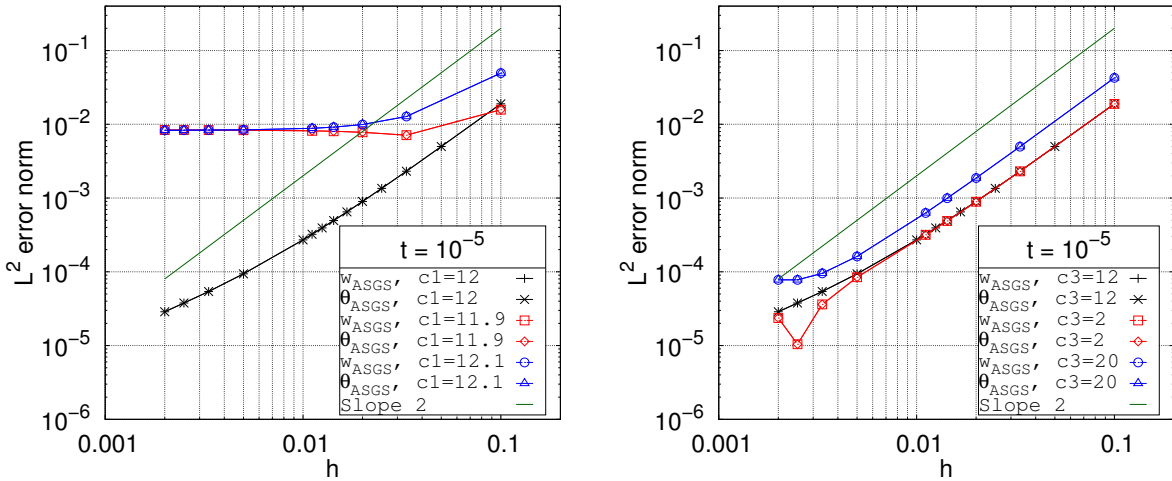 L² error norm
10⁻¹
10⁻²
10⁻³
10⁻⁴
10⁻⁵
10⁻⁶
t = 10⁻⁵
w_ASGS, c1=12
θ_ASGS, c1=12
w_ASGS, c1=11.9
θ_ASGS, c1=11.9
w_ASGS, c1=12.1
θ_ASGS, c1=12.1
Slope 2
0.001
0.01
0.1
h
L² error norm
10⁻¹
10⁻²
10⁻³
10⁻⁴
10⁻⁵
10⁻⁶
t = 10⁻⁵
w_ASGS, c3=12
θ_ASGS, c3=12
w_ASGS, c3=2
θ_ASGS, c3=2
w_ASGS, c3=20
θ_ASGS, c3=20
Slope 2
0.001
0.01
0.1
h